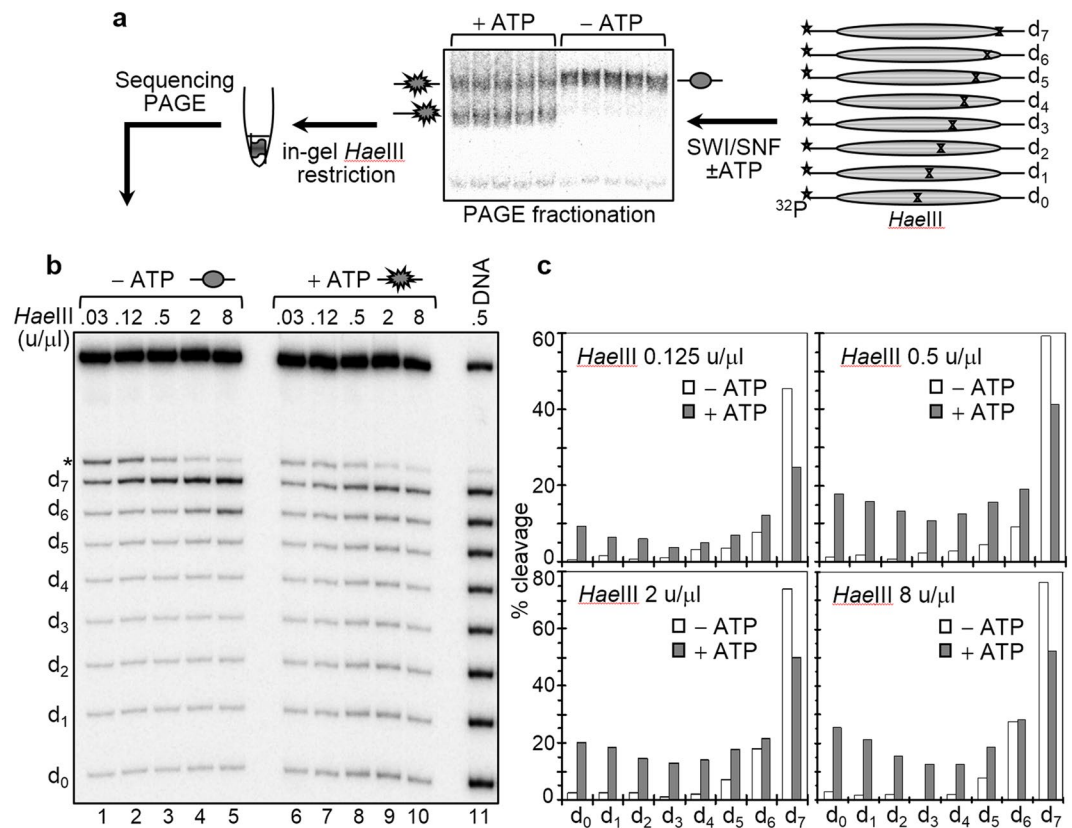 a
+ ATP
– ATP
Sequencing
PAGE
in-gel HaeIII
restriction
PAGE fractionation
SWI/SNF
±ATP
d7
d6
d5
d4
d3
d2
d1
d0
32P
HaeIII
b
– ATP
+ ATP
DNA
HaeIII
(u/μl)
.03 .12 .5 2 8 .03 .12 .5 2 8 .5
*
d7
d6
d5
d4
d3
d2
d1
d0
1 2 3 4 5 6 7 8 9 10 11
c
% cleavage
60
40
20
0
HaeIII 0.125 u/μl
– ATP
+ ATP
HaeIII 0.5 u/μl
– ATP
+ ATP
80
60
40
20
0
HaeIII 2 u/μl
– ATP
+ ATP
HaeIII 8 u/μl
– ATP
+ ATP
d0 d1 d2 d3 d4 d5 d6 d7
d0 d1 d2 d3 d4 d5 d6 d7